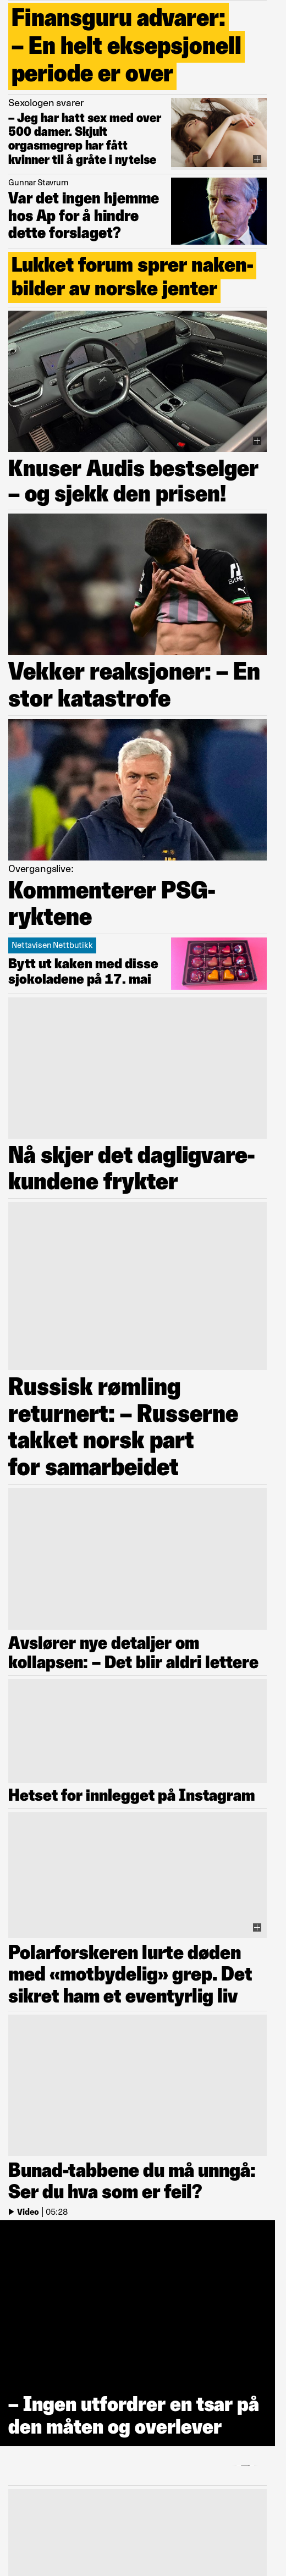 Finansguru advarer:
– En helt eksepsjonell
periode er over
Sexologen svarer
– Jeg har hatt sex med over
500 damer. Skjult
orgasmegrep har fått
kvinner til å gråte i nytelse
Gunnar Stavrum
Var det ingen hjemme
hos Ap for å hindre
dette forslaget?
Lukket forum sprer naken-
bilder av norske jenter
Knuser Audis bestselger
– og sjekk den prisen!
Vekker reaksjoner: – En
stor katastrofe
Overgangslive:
Kommenterer PSG-
ryktene
Nettavisen Nettbutikk
Bytt ut kaken med disse
sjokoladene på 17. mai
Nå skjer det dagligvare-
kundene frykter
Russisk rømling
returnert: – Russerne
takket norsk part
for samarbeidet
Avslører nye detaljer om
kollapsen: – Det blir aldri lettere
Hetset for innlegget på Instagram
Polarforskeren lurte døden
med «motbydelig» grep. Det
sikret ham et eventyrlig liv
Bunad-tabbene du må unngå:
Ser du hva som er feil?
Video | 05:28
– Ingen utfordrer en tsar på
den måten og overlever